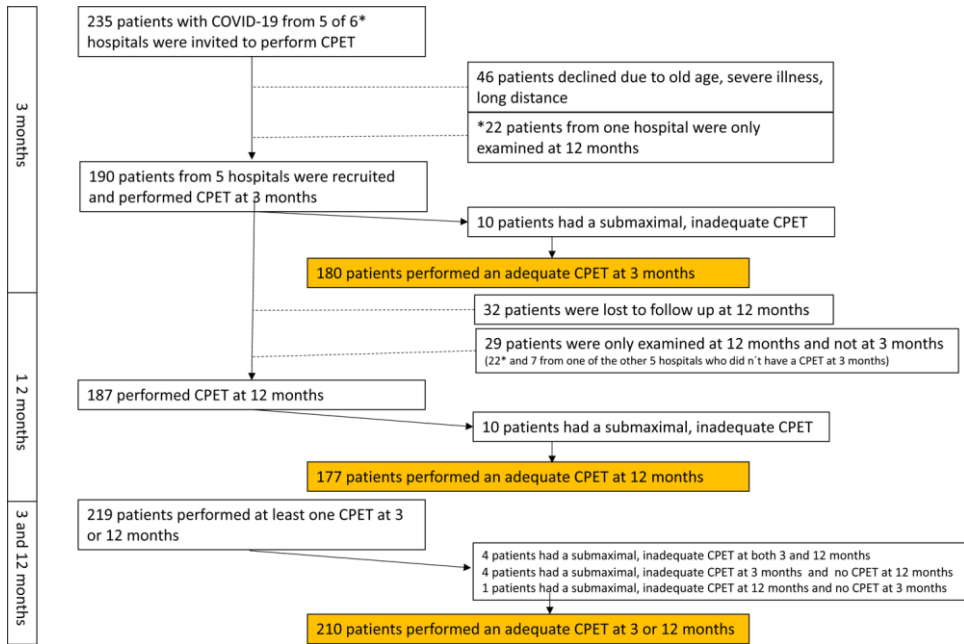 235 patients with COVID-19 from 5 of 6*
hospitals were invited to perform CPET
46 patients declined due to old age, severe illness,
long distance
*22 patients from one hospital were only
examined at 12 months
3 months
190 patients from 5 hospitals were recruited
and performed CPET at 3 months
10 patients had a submaximal, inadequate CPET
180 patients performed an adequate CPET at 3 months
32 patients were lost to follow up at 12 months
29 patients were only examined at 12 months and not at 3 months
(22* and 7 from one of the other 5 hospitals who did n´t have a CPET at 3 months)
1 2 months
187 performed CPET at 12 months
10 patients had a submaximal, inadequate CPET
177 patients performed an adequate CPET at 12 months
3 and 12 months
219 patients performed at least one CPET at 3
or 12 months
4 patients had a submaximal, inadequate CPET at both 3 and 12 months
4 patients had a submaximal, inadequate CPET at 3 months and no CPET at 12 months
1 patients had a submaximal, inadequate CPET at 12 months and no CPET at 3 months
210 patients performed an adequate CPET at 3 or 12 months